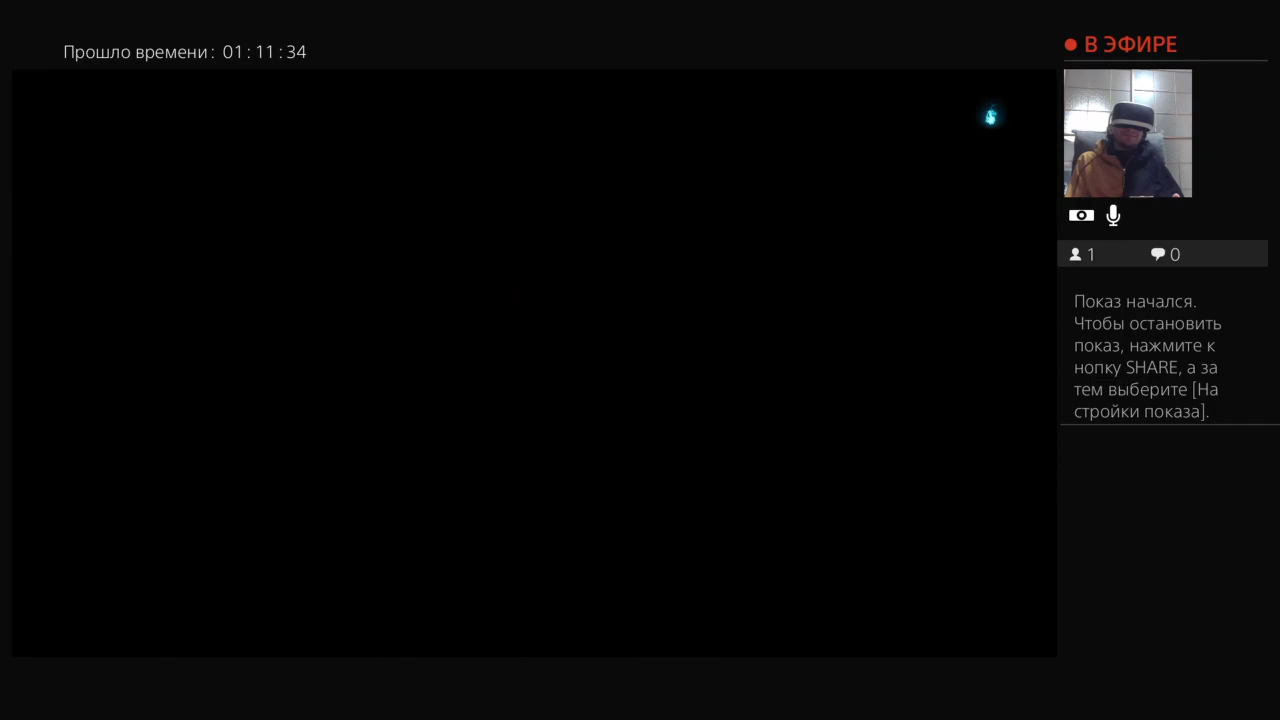 Прошло времени: 01:11:34
В ЭФИРЕ
1
0
Показ начался.
Чтобы остановить
показ, нажмите к
нопку SHARE, а за
тем выберите [На
стройки показа].